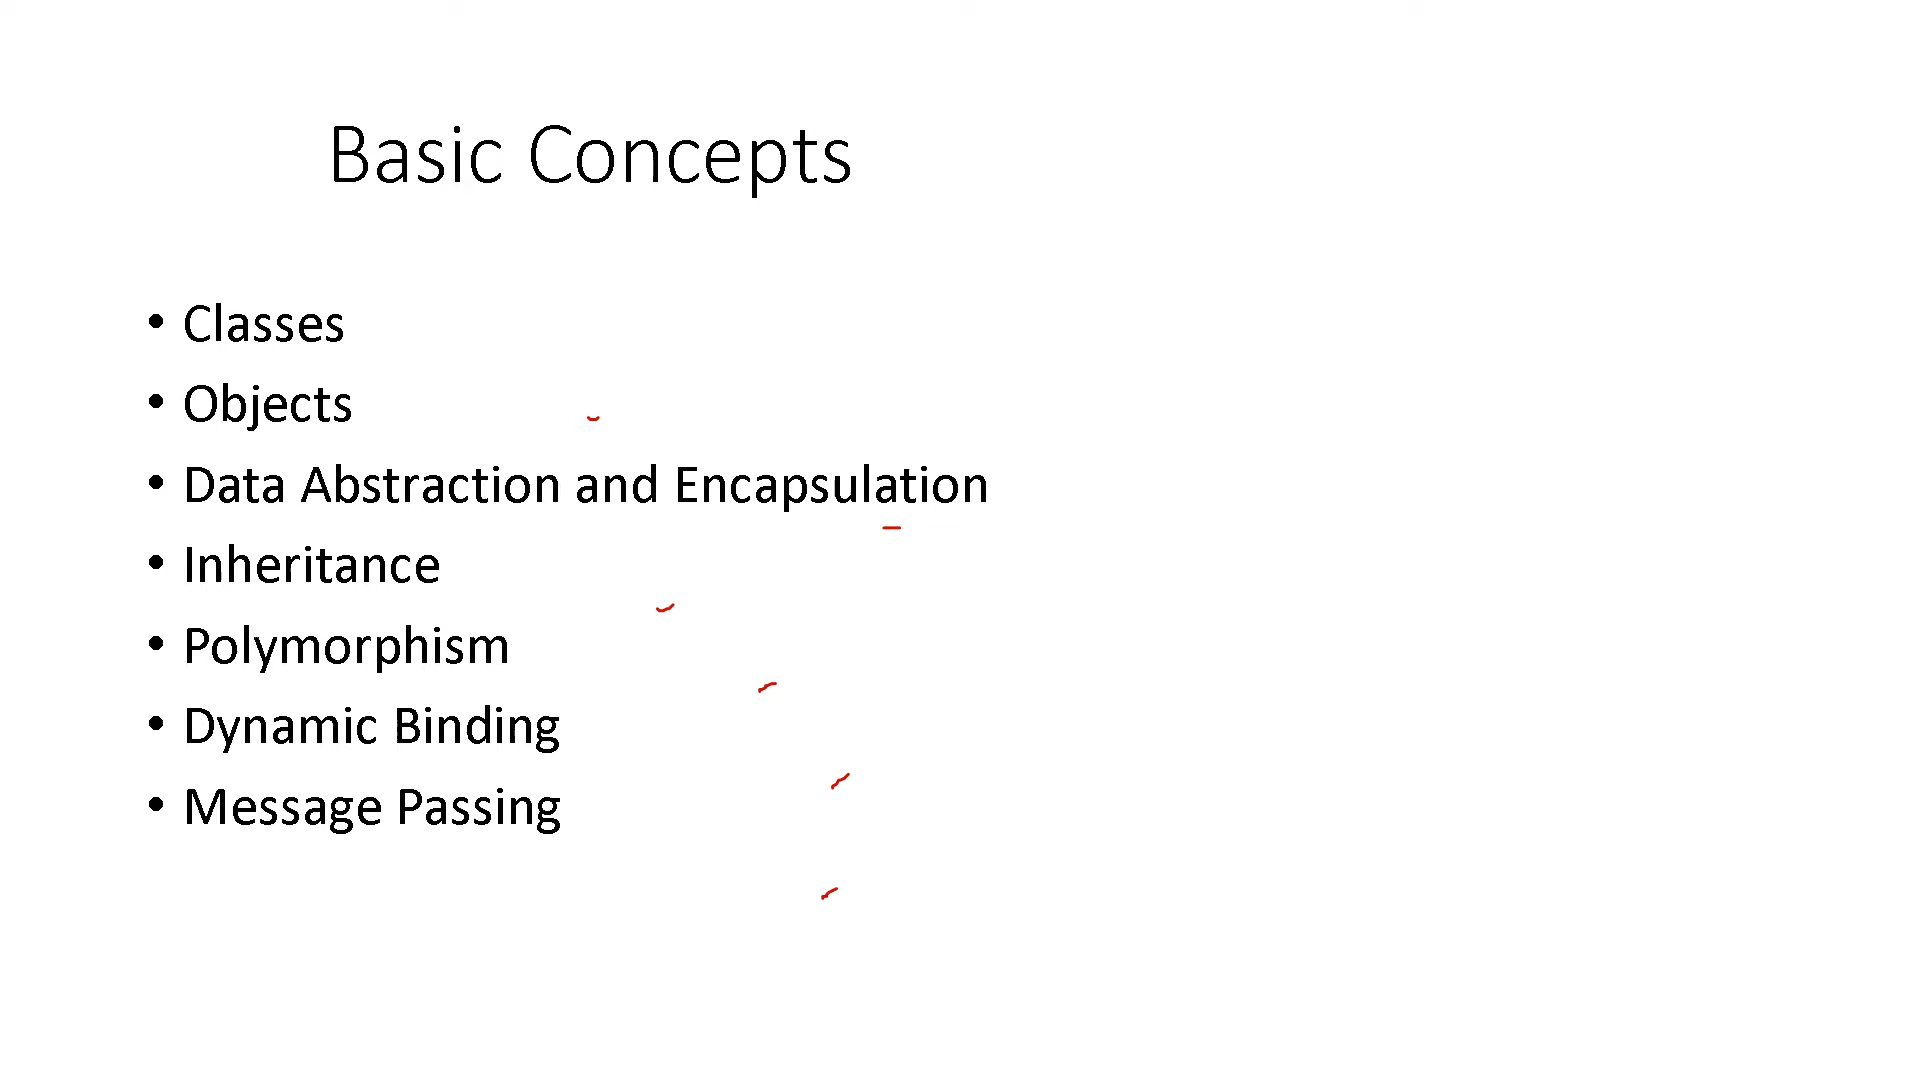 Basic Concepts
• Classes
• Objects
• Data Abstraction and Encapsulation
• Inheritance
• Polymorphism
• Dynamic Binding
• Message Passing